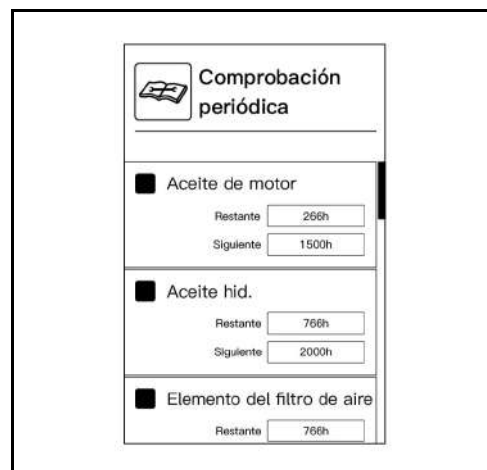 Comprobación
periódica
Aceite de motor
Restante 266h
Siguiente 1500h
Aceite hid.
Restante 766h
Siguiente 2000h
Elemento del filtro de aire
Restante 766h